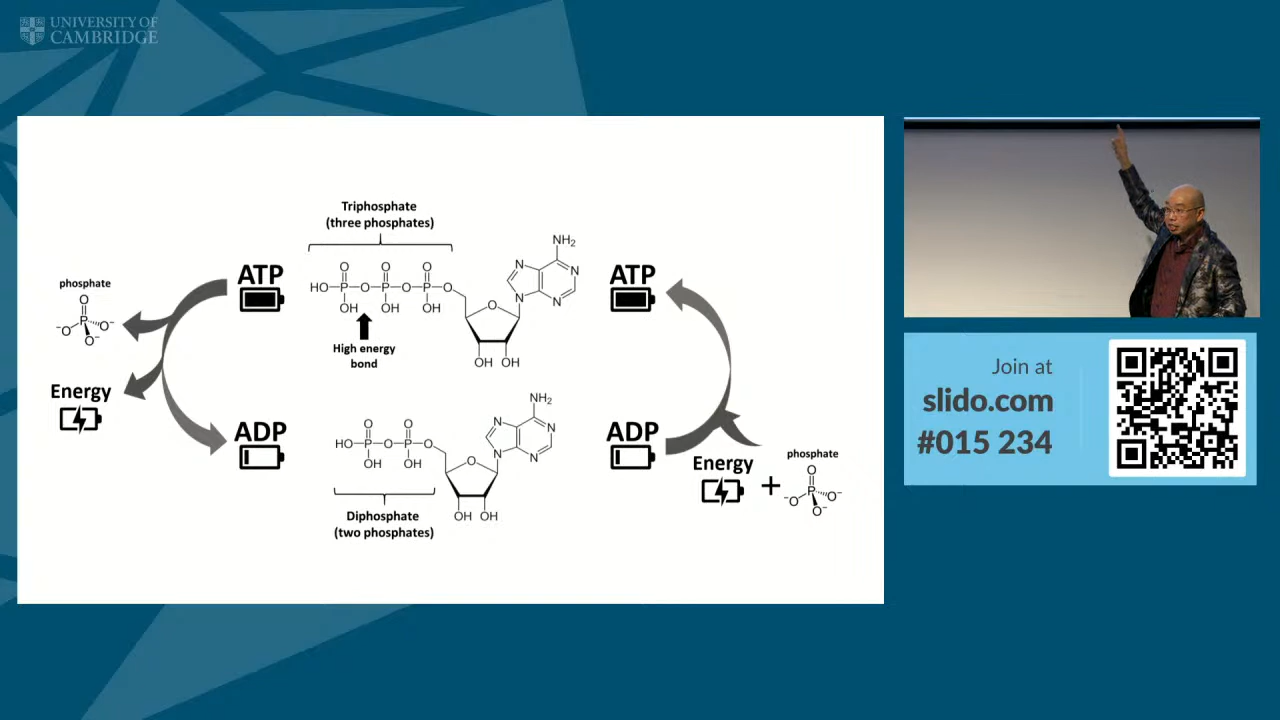 UNIVERSITY OF
CAMBRIDGE
Triphosphate
(three phosphates)
ATP
phosphate
O
⁻O
P
O⁻
O⁻
Energy
ADP
HO
O
P
OH
O
O
P
OH
O
O
P
OH
O
O
OH
OH
N
N
N
N
NH₂
High energy
bond
HO
O
P
OH
O
O
P
OH
O
O
OH
OH
N
N
N
N
NH₂
Diphosphate
(two phosphates)
ATP
ADP
Energy
+
phosphate
O
⁻O
P
O⁻
O⁻
Join at
slido.com
#015 234